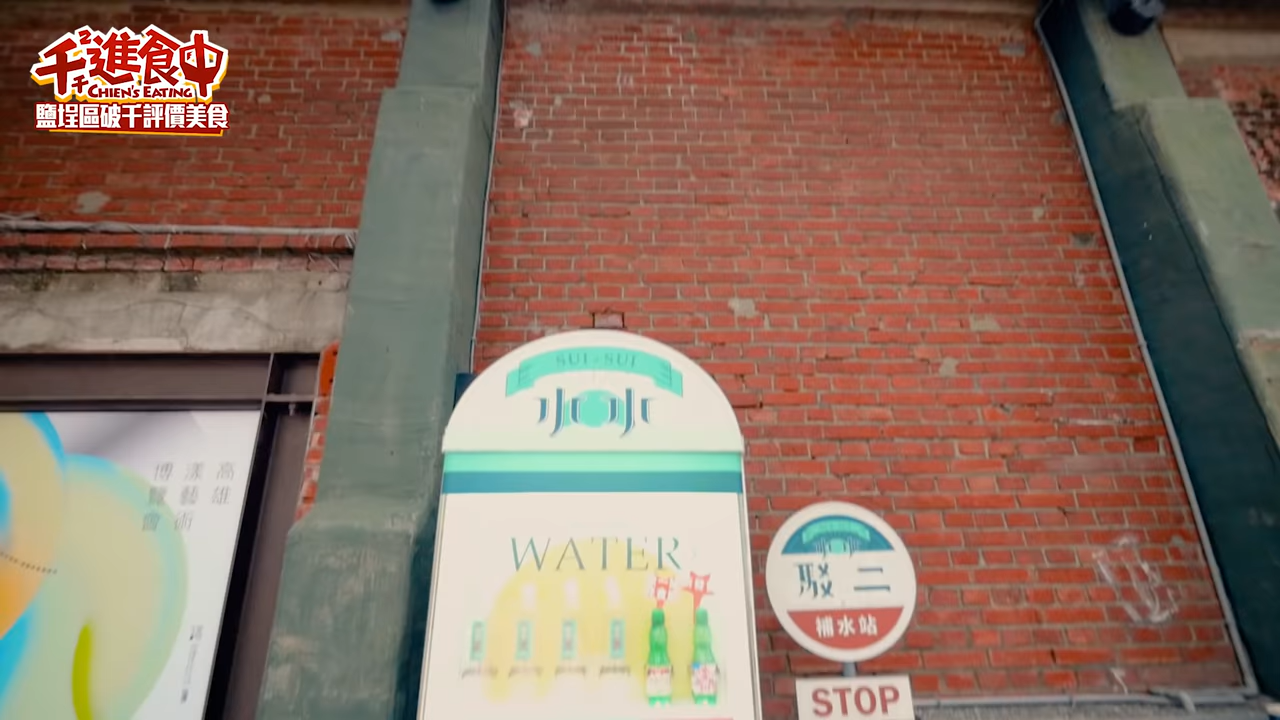 千千進食中
CHIEN'S EATING
鹽埕區破千評價美食
SUI-SUI
水水
WATER
駁二
補水站
STOP
高雄
漾藝術
博覽會